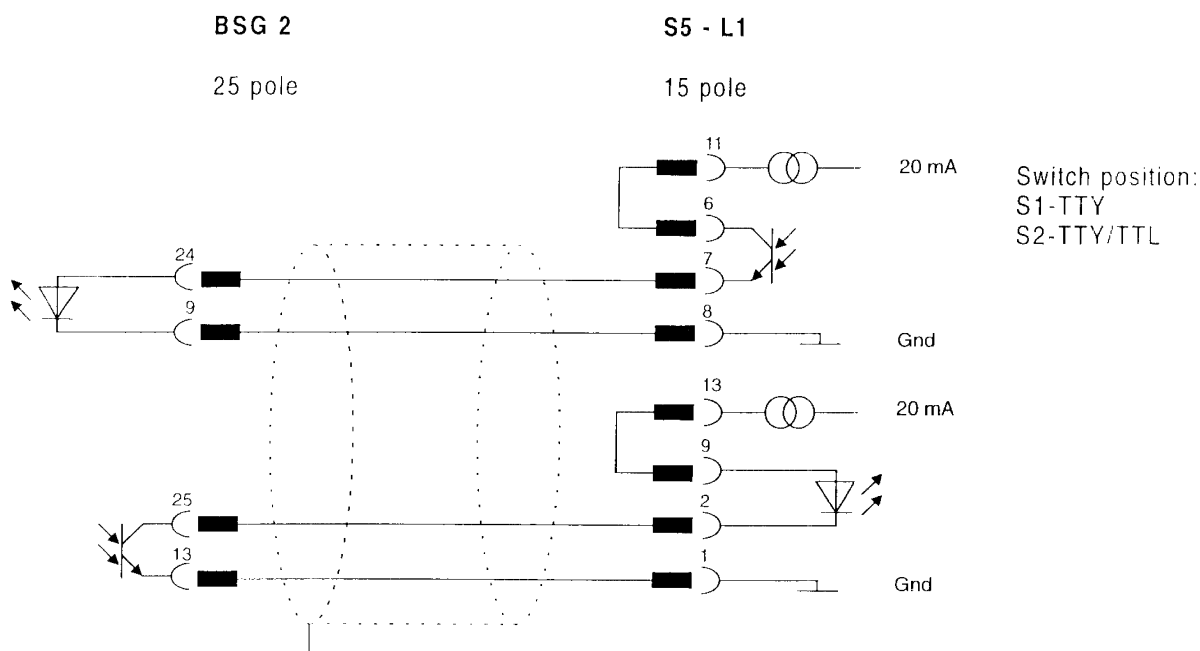 BSG 2
S5 - L1
25 pole
15 pole
11
20 mA
Switch position:
S1-TTY
S2-TTY/TTL
6
24
7
9
8
Gnd
13
20 mA
9
25
2
13
1
Gnd